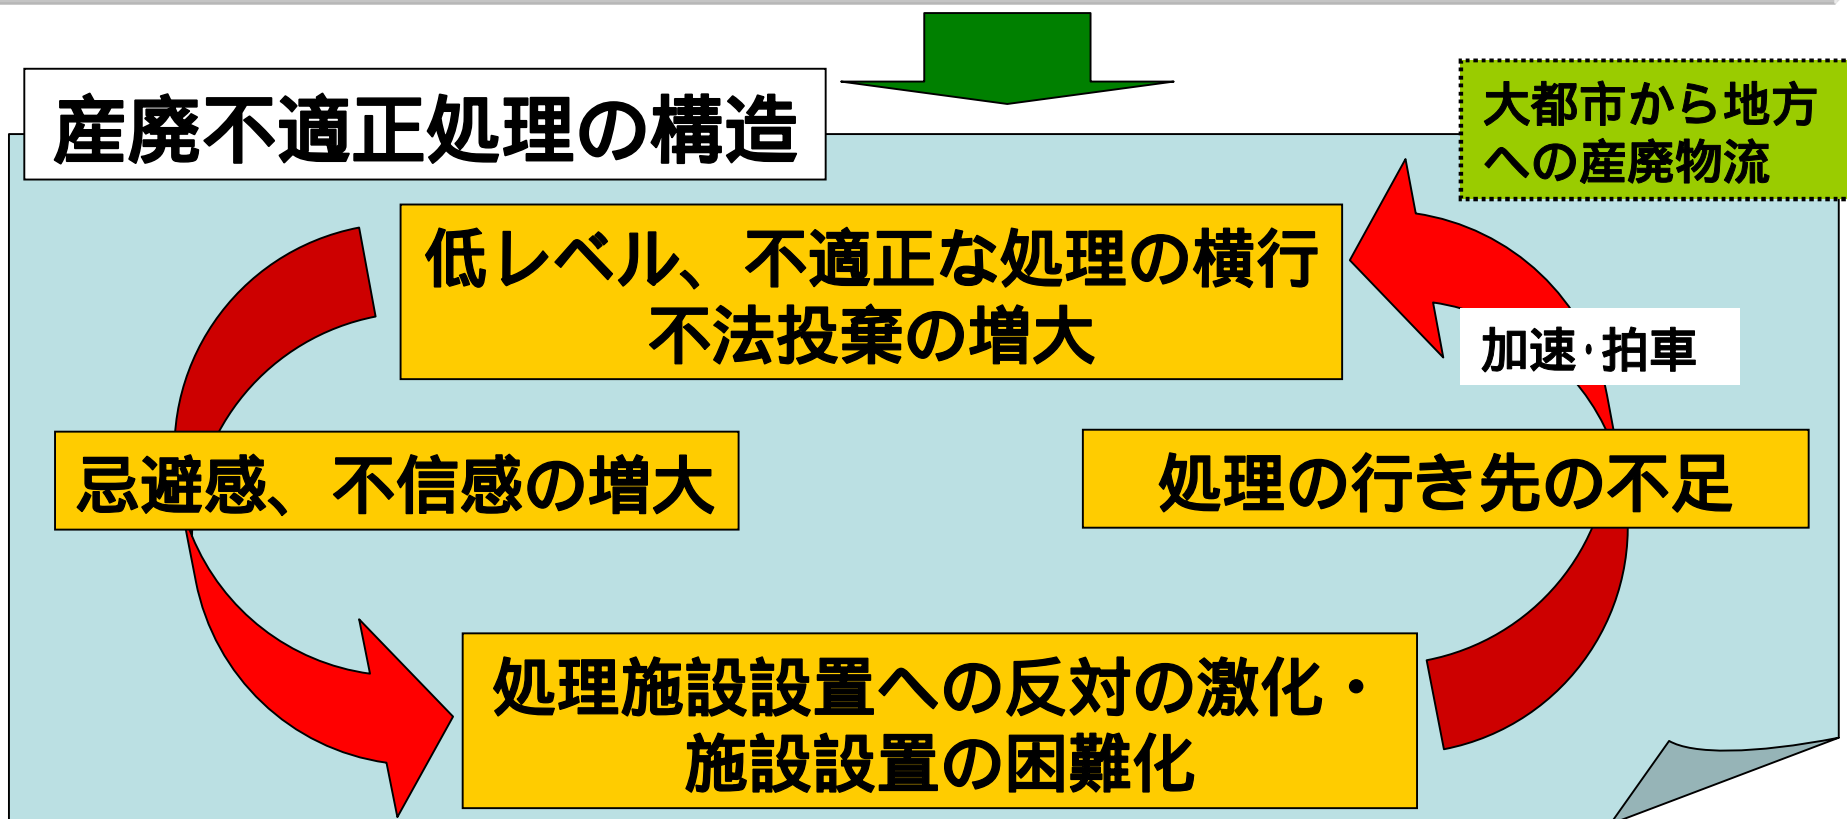 産廃不適正処理の構造
大都市から地方
への産廃物流
低レベル、不適正な処理の横行
不法投棄の増大
加速・拍車
忌避感、不信感の増大
処理の行き先の不足
処理施設設置への反対の激化・
施設設置の困難化